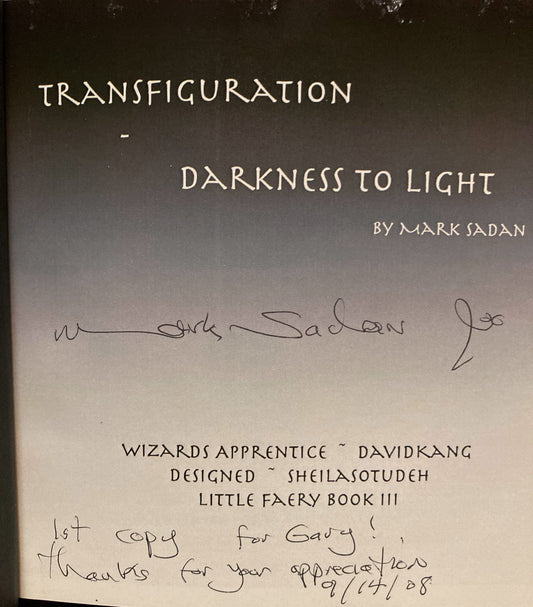 TRANSFIGURATION
-
DARKNESS TO LIGHT
BY MARK SADAN
Mark Sadan
WIZARDS APPRENTICE ~ DAVIDKANG
DESIGNED ~ SHEILASOTUDEH
LITTLE FAERY BOOK III
1st copy for Gary!
Thanks for your appreciation
9/14/08